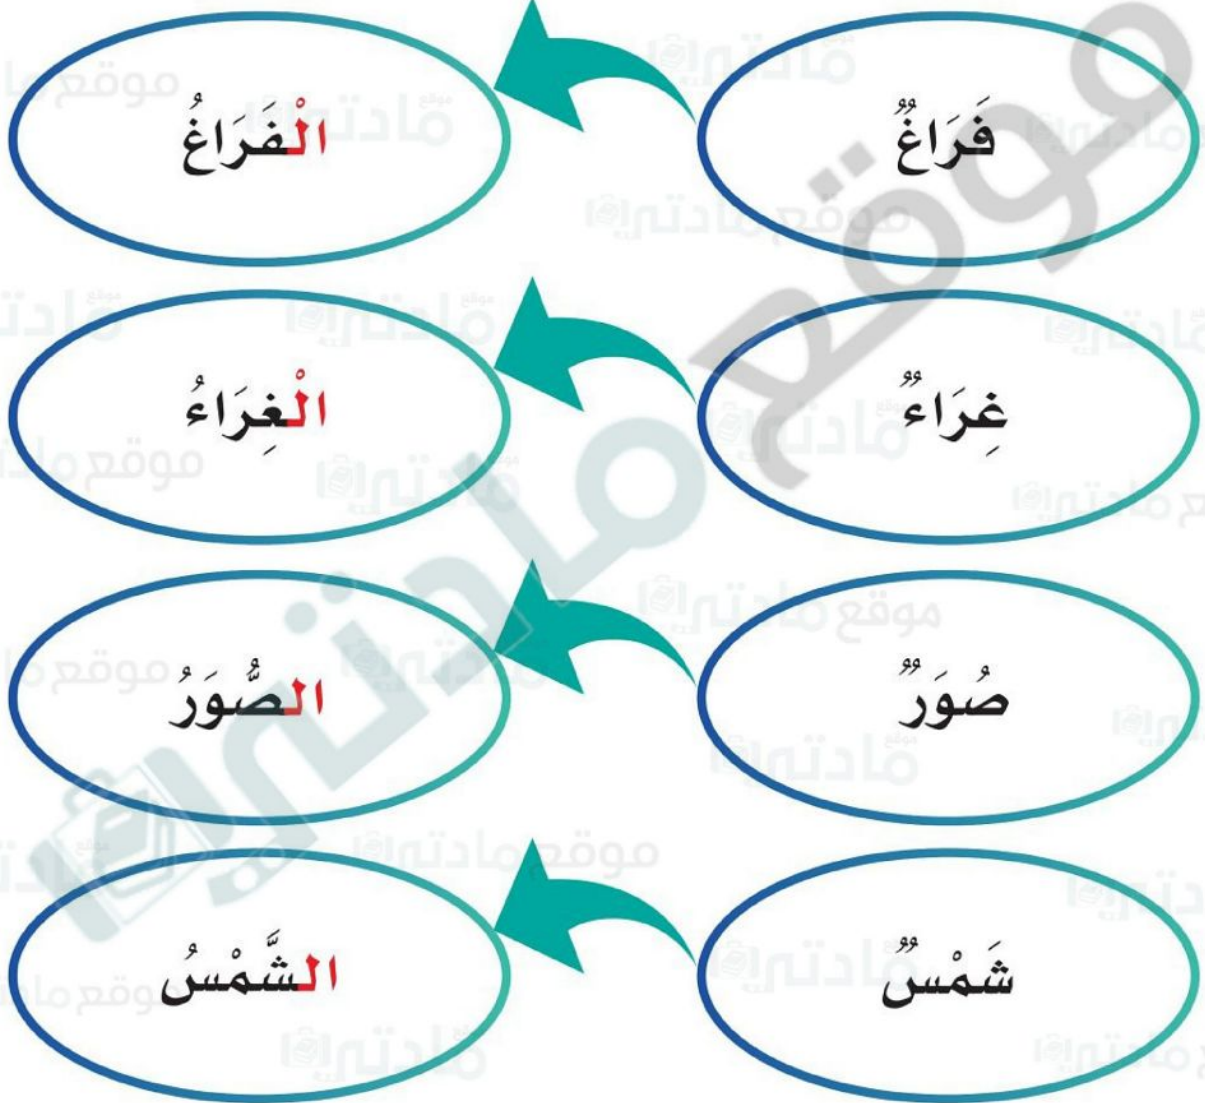 فَرَاغٌ الْفَرَاغُ
غِرَاءٌ الْغِرَاءُ
صُوَرٌ الصُّوَرُ
شَمْسٌ الشَّمْسُ
موقع مادتي